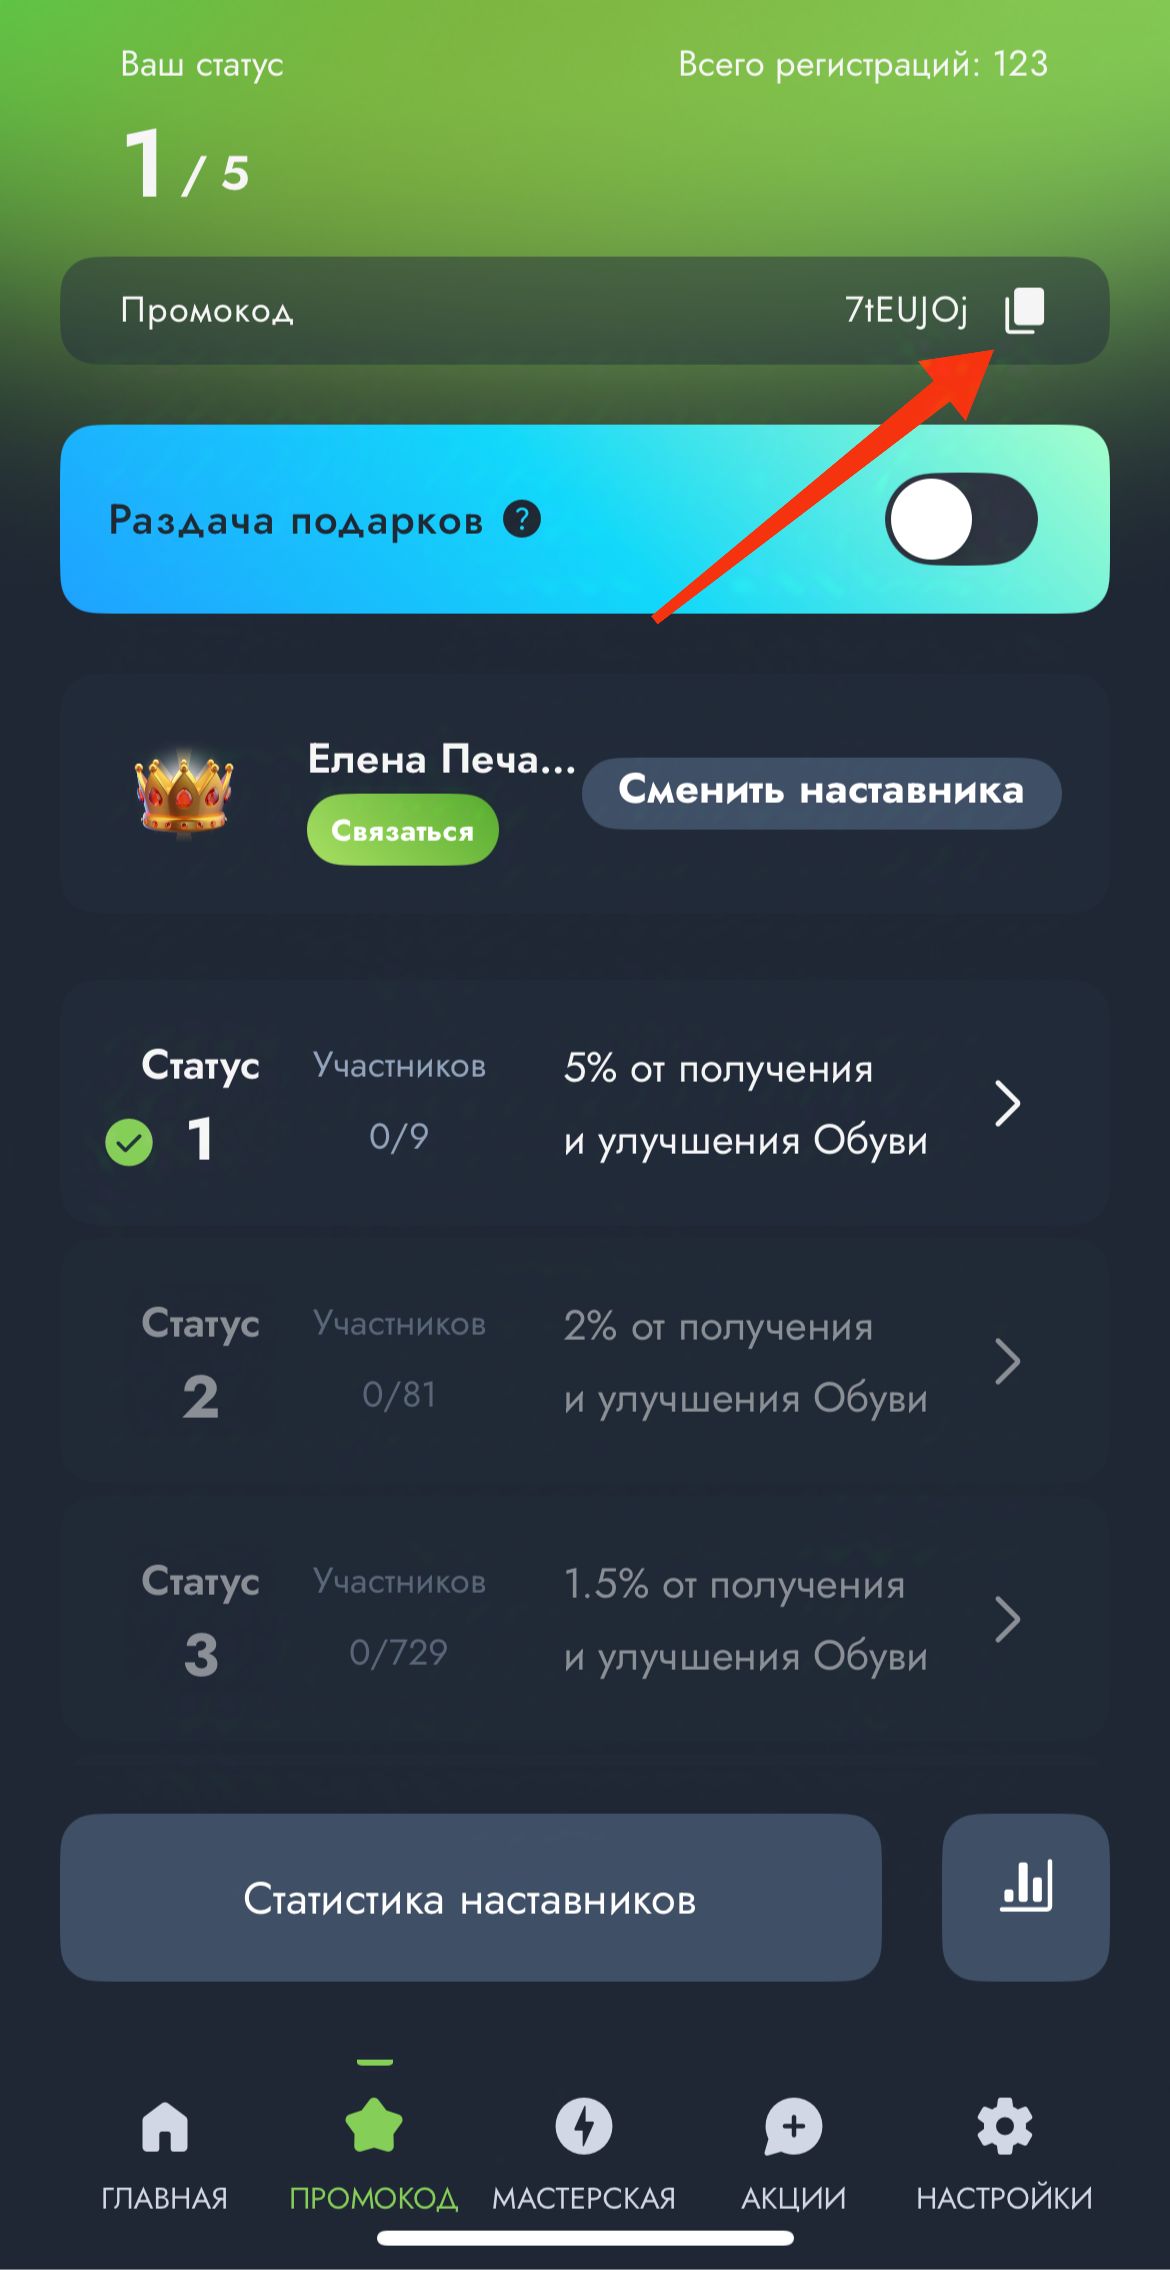 Ваш статус
Всего регистраций: 123
1 / 5
Промокод
7tEUJOj
Раздача подарков ?
Елена Печа...
Связаться
Сменить наставника
Статус
1
Участников
0/9
5% от получения
и улучшения Обуви
Статус
2
Участников
0/81
2% от получения
и улучшения Обуви
Статус
3
Участников
0/729
1.5% от получения
и улучшения Обуви
Статистика наставников
ГЛАВНАЯ
ПРОМОКОД
МАСТЕРСКАЯ
АКЦИИ
НАСТРОЙКИ